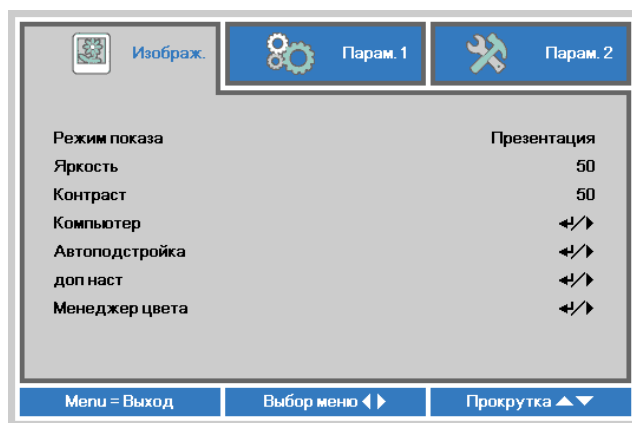 Изображ. Парам. 1 Парам. 2
Режим показа Презентация
Яркость 50
Контраст 50
Компьютер ↵/▶
Автоподстройка ↵/▶
доп наст ↵/▶
Менеджер цвета ↵/▶
Menu = Выход Выбор меню ◀▶ Прокрутка ▲▼